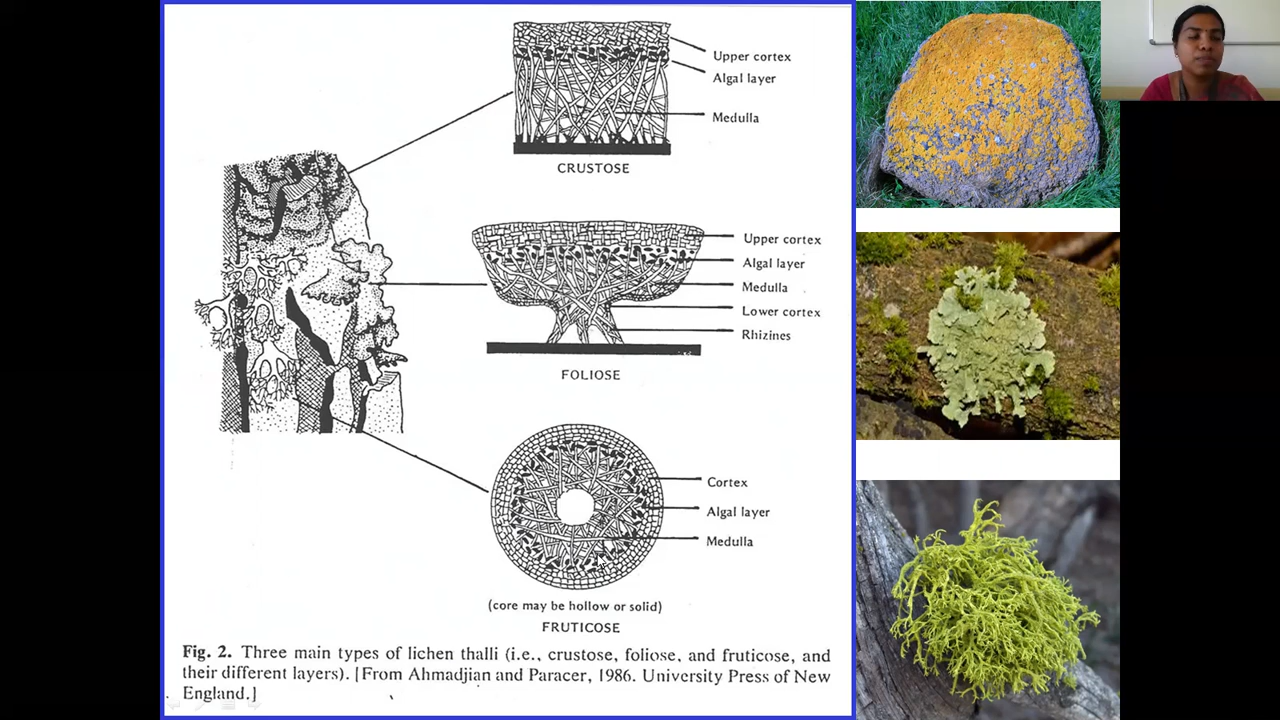 Upper cortex
Algal layer
Medulla
CRUSTOSE
Upper cortex
Algal layer
Medulla
Lower cortex
Rhizines
FOLIOSE
Cortex
Algal layer
Medulla
(core may be hollow or solid)
FRUTICOSE
Fig. 2. Three main types of lichen thalli (i.e., crustose, foliose, and fruticose, and
their different layers). [From Ahmadjian and Paracer, 1986. University Press of New
England.]